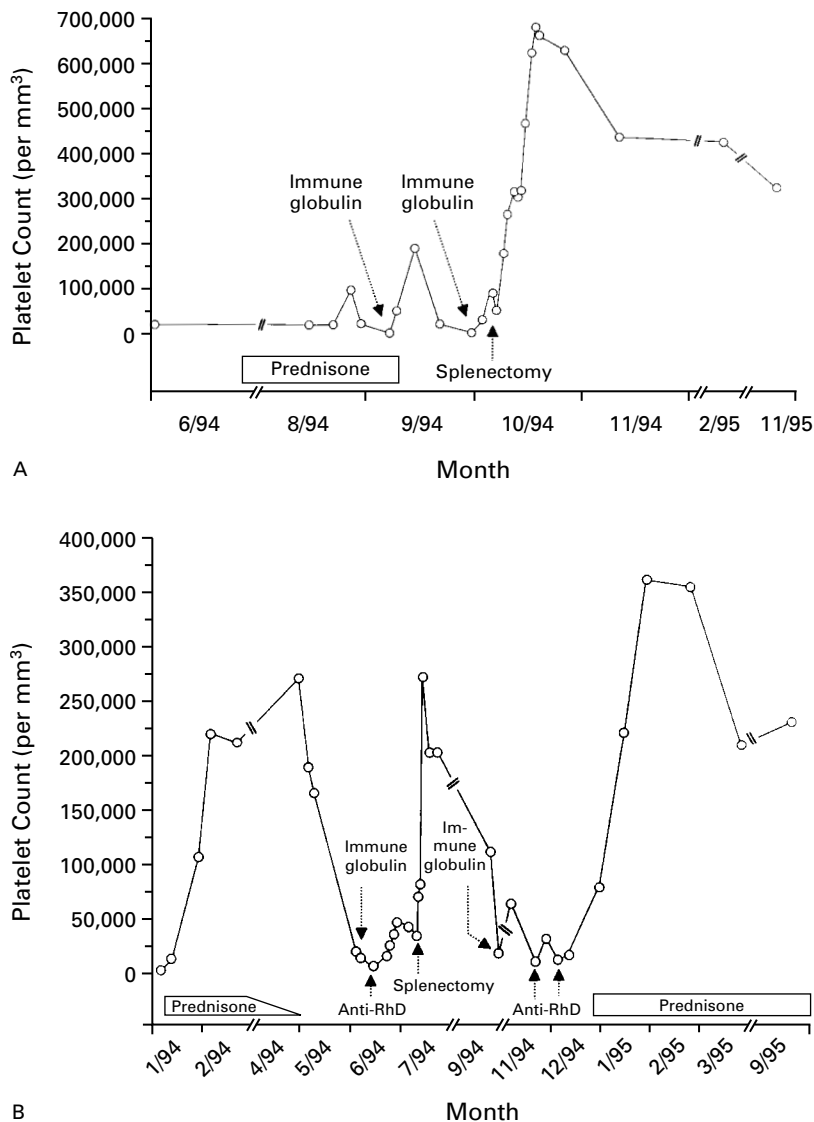 700,000
600,000
500,000
400,000
300,000
200,000
100,000
0
Platelet Count (per mm³)
Immune
globulin
Immune
globulin
Prednisone
Splenectomy
6/94
8/94
9/94
10/94
11/94
2/95
11/95
A
Month
400,000
350,000
300,000
250,000
200,000
150,000
100,000
50,000
0
Platelet Count (per mm³)
Immune
globulin
Im-
mune
globulin
Splenectomy
Prednisone
Anti-RhD
Anti-RhD
Prednisone
1/94
2/94
4/94
5/94
6/94
7/94
9/94
11/94
12/94
1/95
2/95
3/95
9/95
B
Month